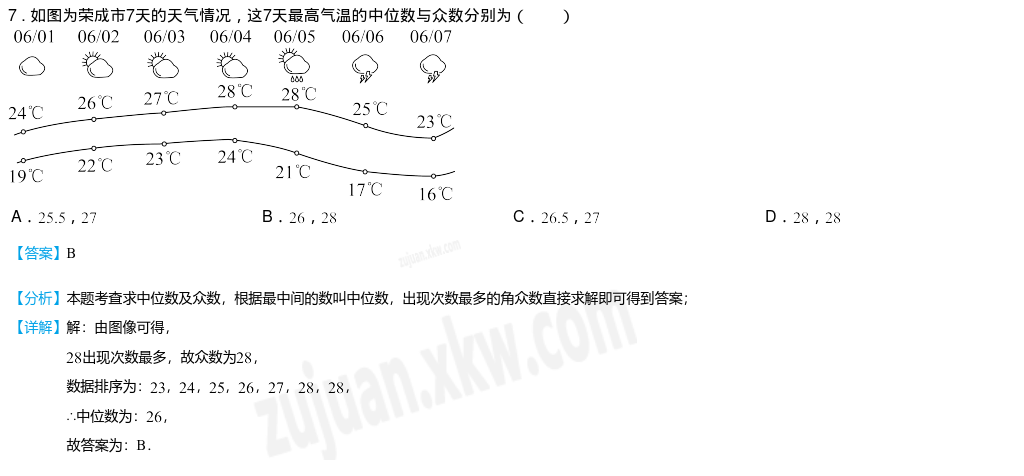 7．如图为荣成市7天的天气情况，这7天最高气温的中位数与众数分别为（　　）
06/01 06/02 06/03 06/04 06/05 06/06 06/07
24℃ 26℃ 27℃ 28℃ 28℃ 25℃ 23℃
19℃ 22℃ 23℃ 24℃ 21℃ 17℃ 16℃
A．25.5，27 B．26，28 C．26.5，27 D．28，28
【答案】B
【分析】本题考查求中位数及众数，根据最中间的数叫中位数，出现次数最多的角众数直接求解即可得到答案；
【详解】解：由图像可得，
28出现次数最多，故众数为28，
数据排序为：23，24，25，26，27，28，28，
∴中位数为：26，
故答案为：B．
zujuan.xkw.com
zujuan.xkw.com